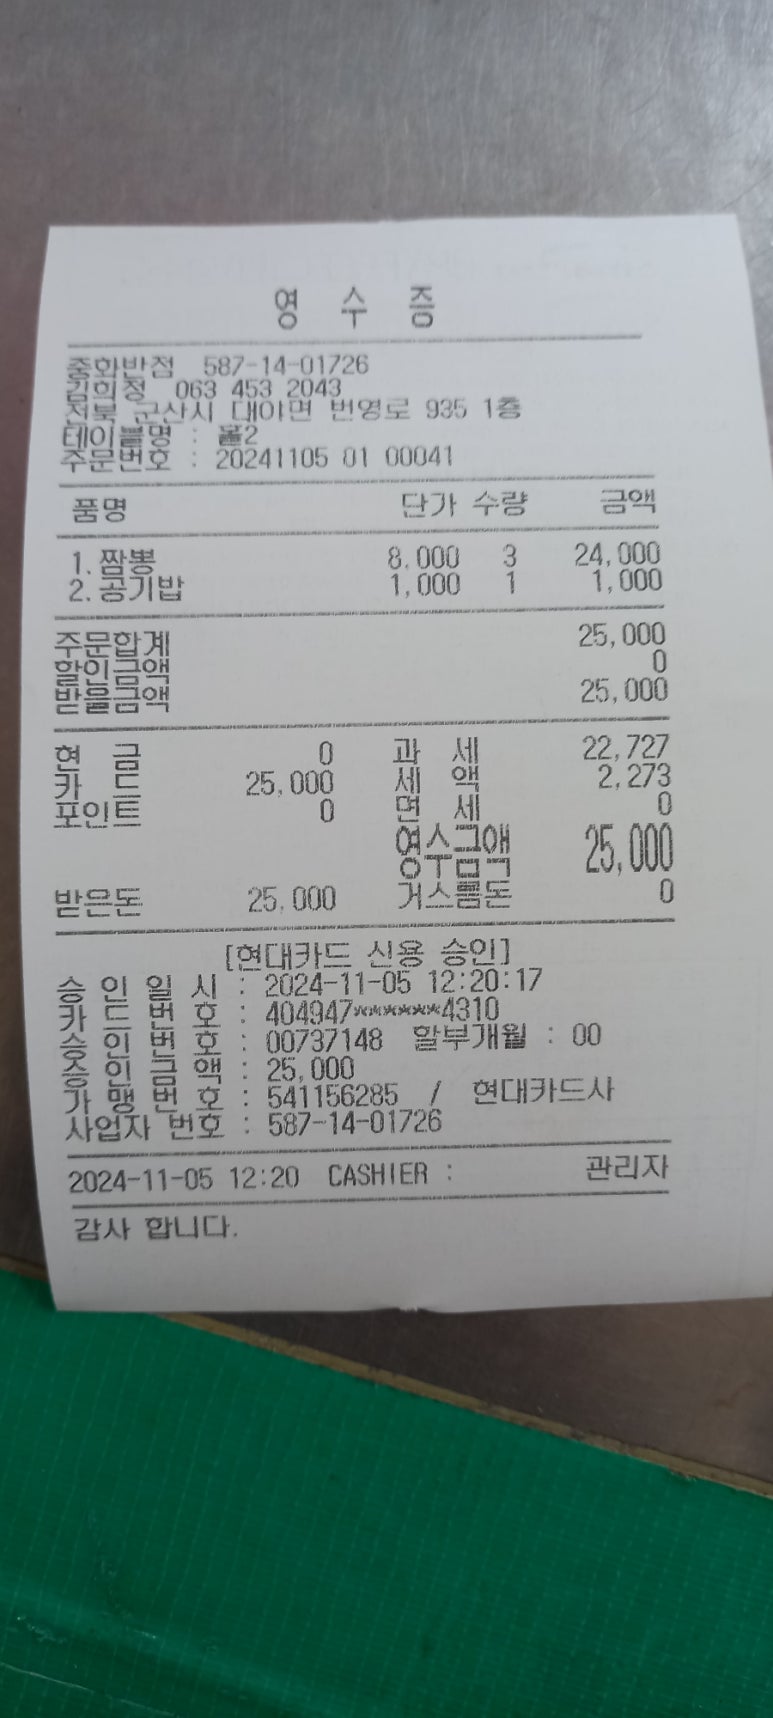 영 수 증
중화반점 587-14-01726
김희정 063 453 2043
전북 군산시 대야면 번영로 935 1층
테이블명 : 홀2
주문번호 : 20241105 01 00041
품명 단가 수량 금액
1. 짬뽕 8,000 3 24,000
2. 공기밥 1,000 1 1,000
주문합계 25,000
할인금액 0
받을금액 25,000
현 금 0 과 세 22,727
카 드 25,000 세 액 2,273
포인트 0 면 세 0
영수금액 25,000
받은돈 25,000 거스름돈 0
[현대카드 신용 승인]
승 인 일 시 : 2024-11-05 12:20:17
카 드 번 호 : 404947******4310
승 인 번 호 : 00737148 할부개월 : 00
승 인 금 액 : 25,000
가 맹 번 호 : 541156285 / 현대카드사
사업자 번호 : 587-14-01726
2024-11-05 12:20 CASHIER : 관리자
감사 합니다.